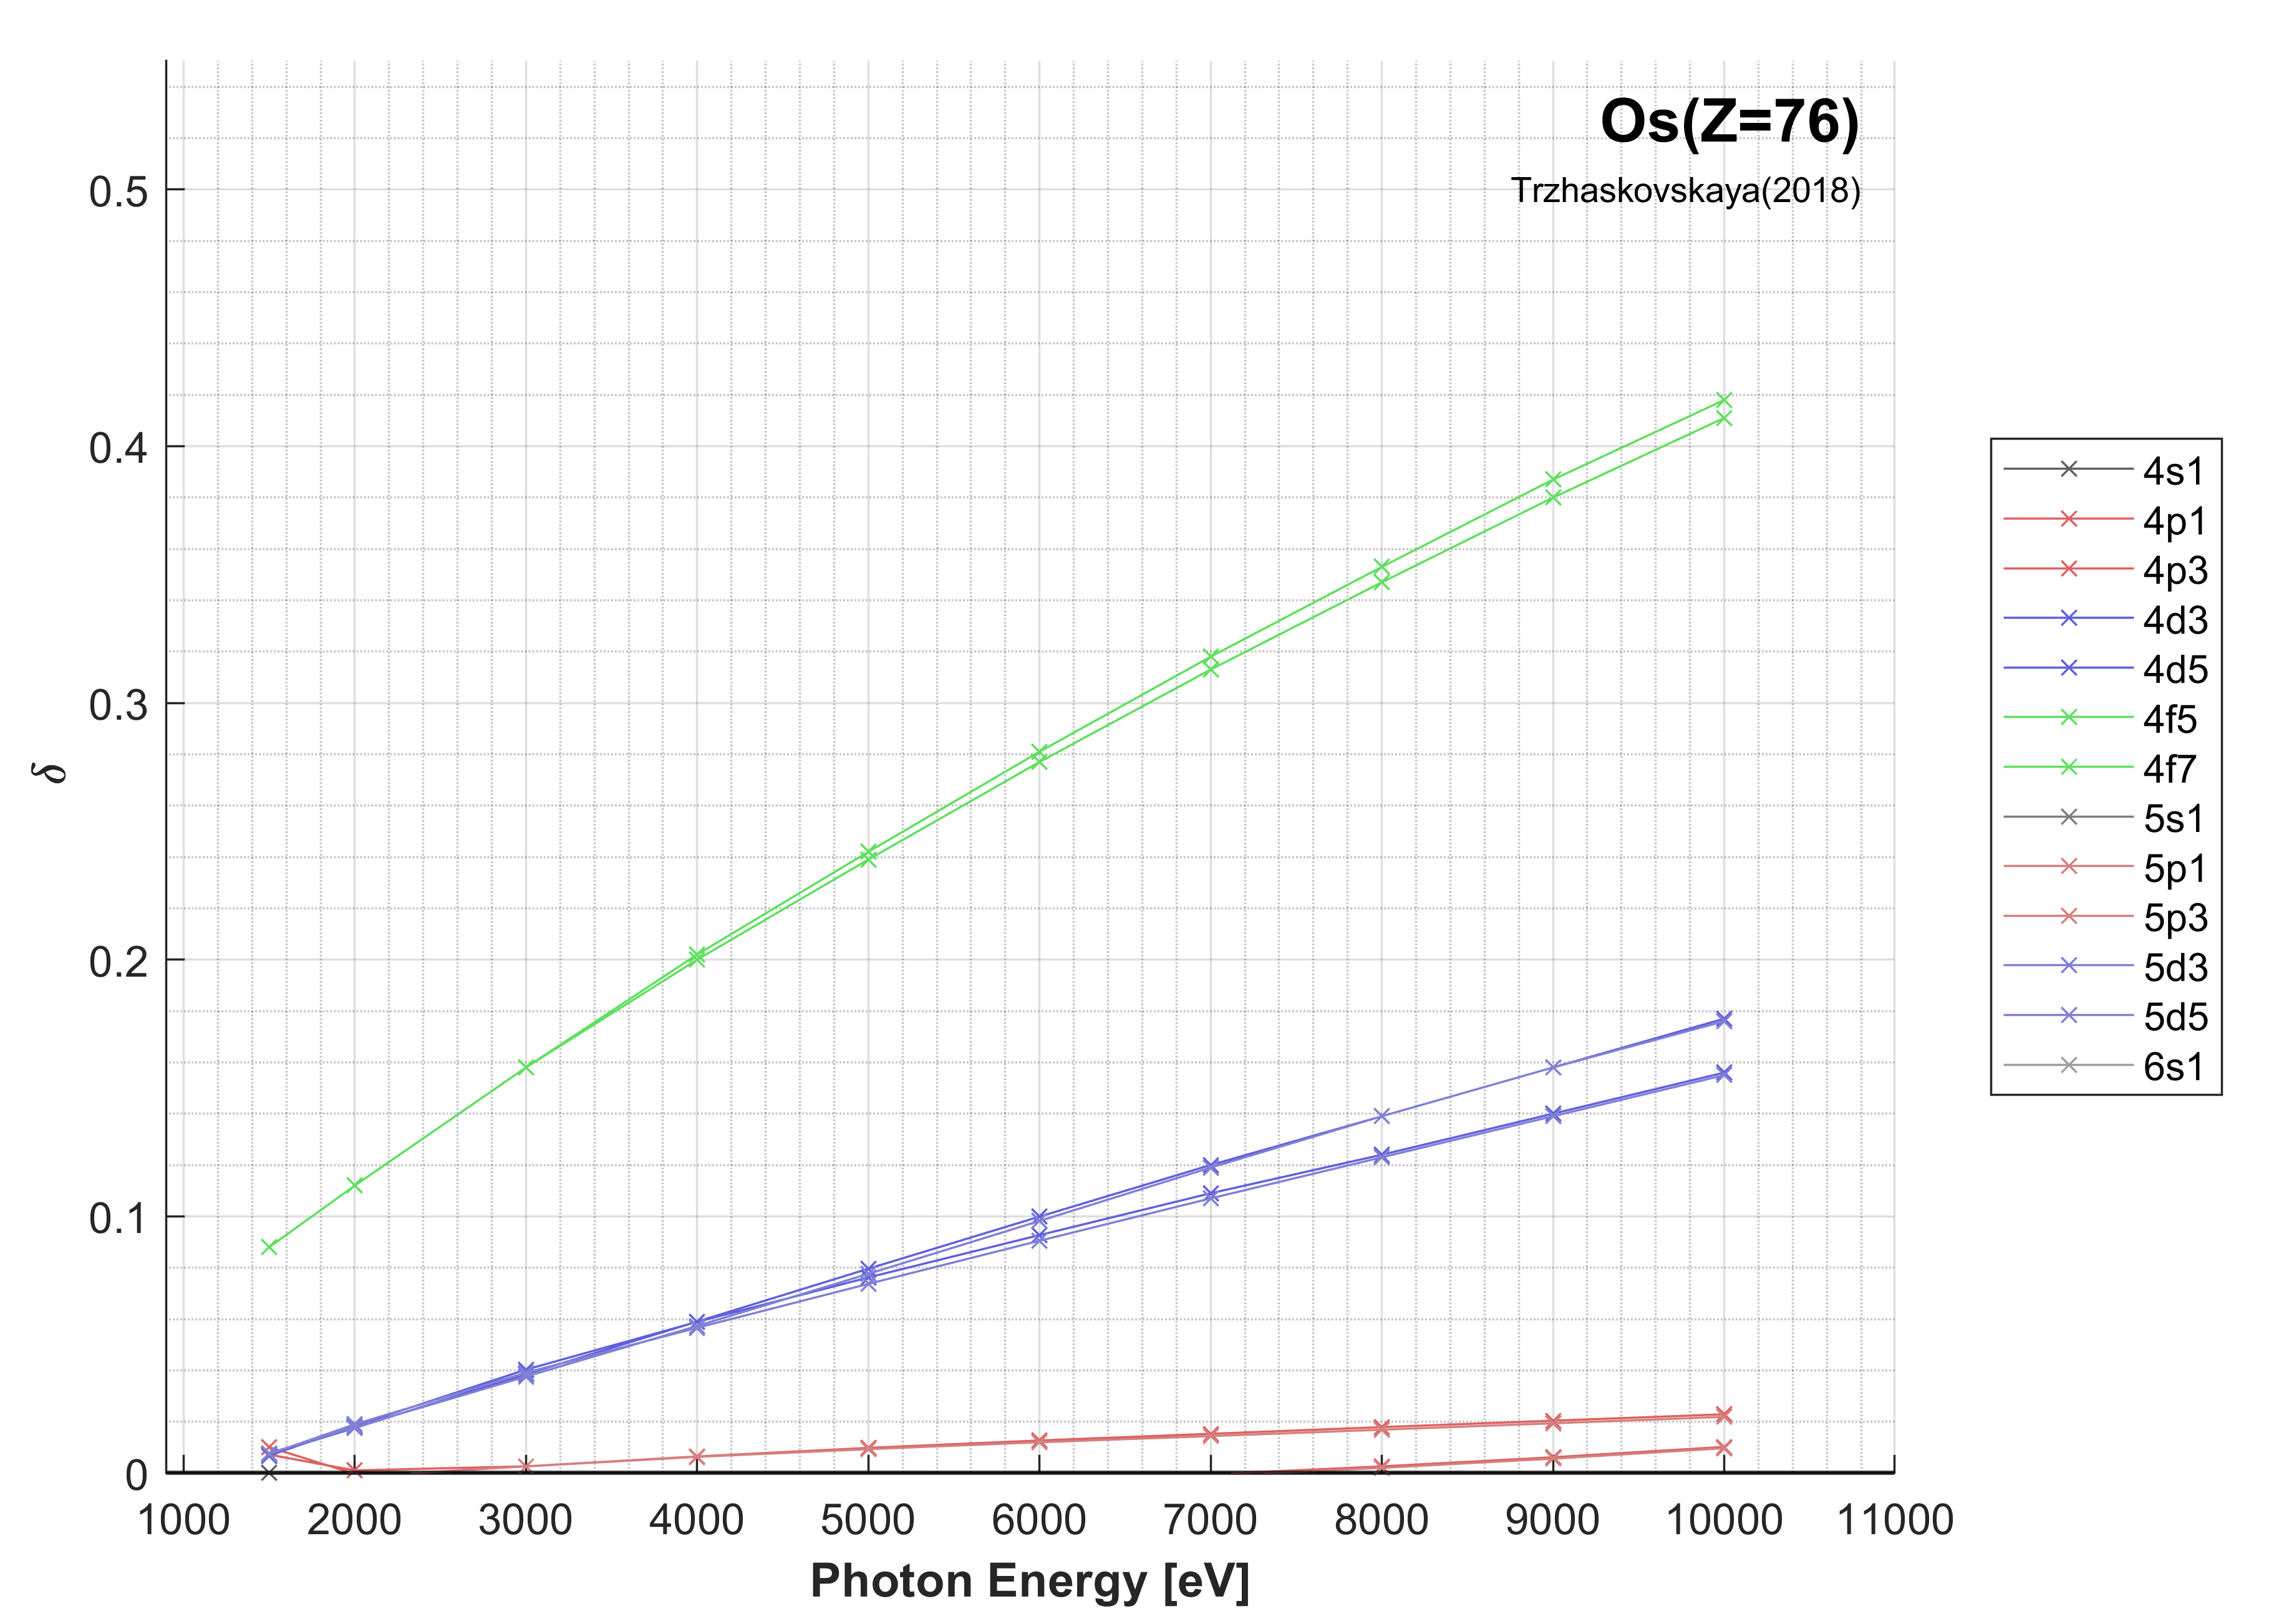 Os(Z=76)
Trzhaskovskaya(2018)
0.5
0.4
0.3
0.2
0.1
0
δ
1000 2000 3000 4000 5000 6000 7000 8000 9000 10000 11000
Photon Energy [eV]
4s1
4p1
4p3
4d3
4d5
4f5
4f7
5s1
5p1
5p3
5d3
5d5
6s1